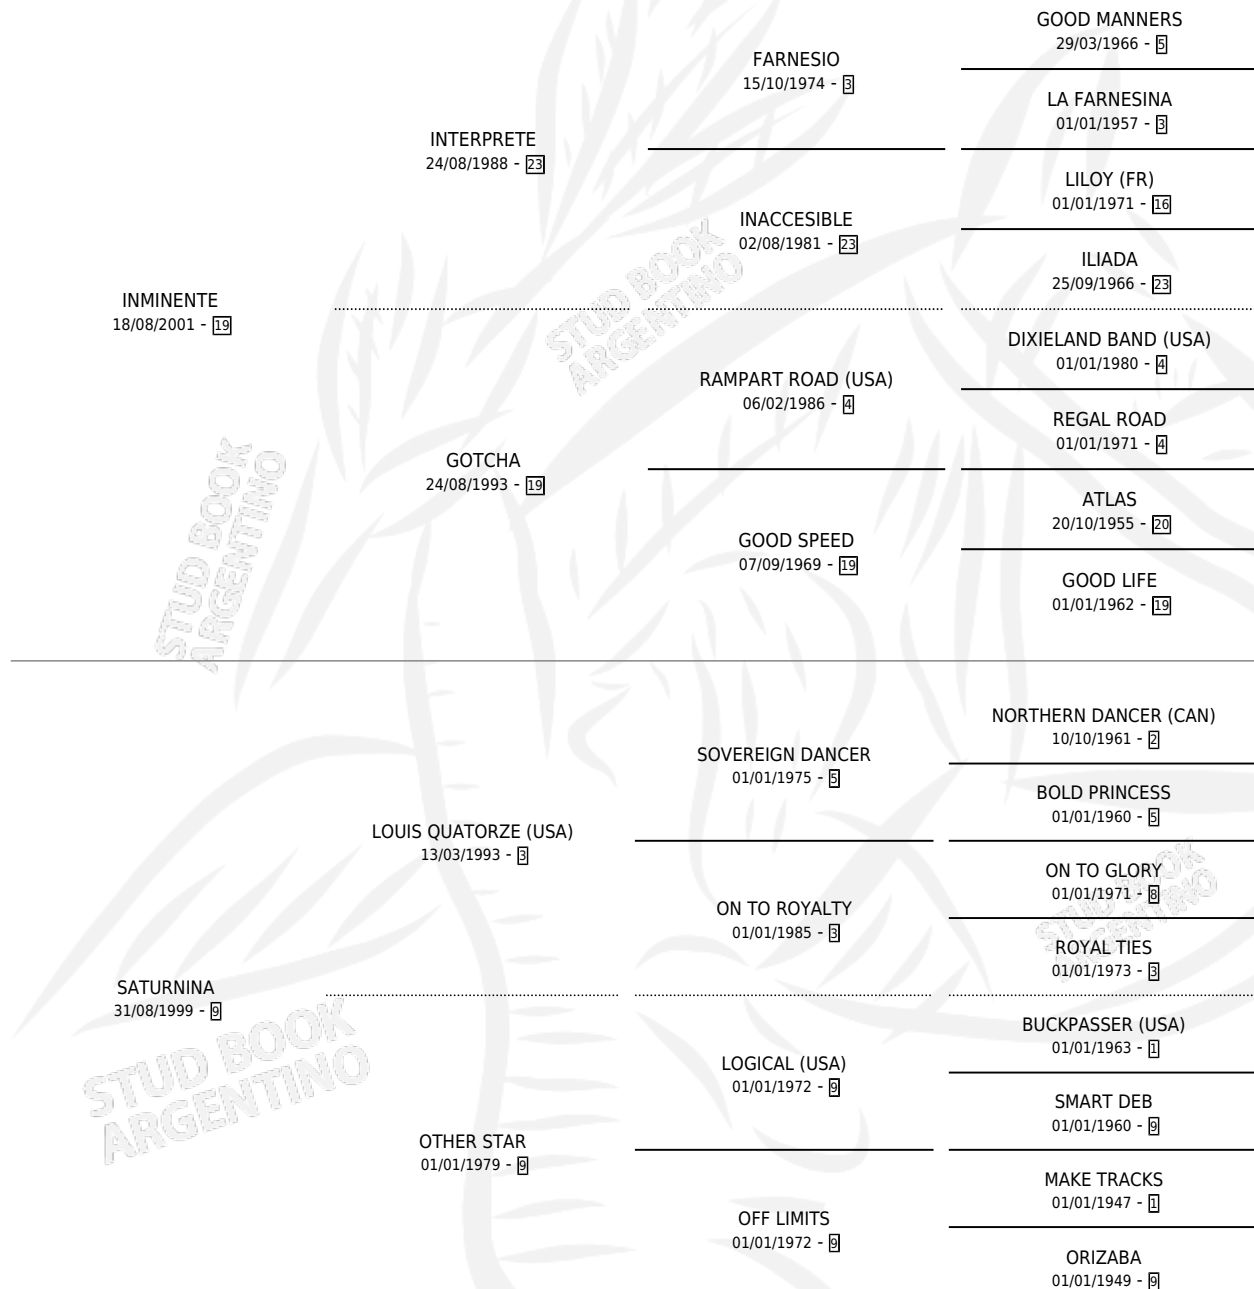 GOOD MANNERS
29/03/1966 - 5
FARNESIO
15/10/1974 - 3
LA FARNESINA
01/01/1957 - 3
INTERPRETE
24/08/1988 - 23
LILOY (FR)
01/01/1971 - 16
INACCESIBLE
02/08/1981 - 23
ILIADA
25/09/1966 - 23
INMINENTE
18/08/2001 - 19
DIXIELAND BAND (USA)
01/01/1980 - 4
RAMPART ROAD (USA)
06/02/1986 - 4
REGAL ROAD
01/01/1971 - 4
GOTCHA
24/08/1993 - 19
ATLAS
20/10/1955 - 20
GOOD SPEED
07/09/1969 - 19
GOOD LIFE
01/01/1962 - 19
STUD BOOK
ARGENTINO
STUD BOOK
ARGENTINO
NORTHERN DANCER (CAN)
10/10/1961 - 2
SOVEREIGN DANCER
01/01/1975 - 5
BOLD PRINCESS
01/01/1960 - 5
LOUIS QUATORZE (USA)
13/03/1993 - 3
ON TO GLORY
01/01/1971 - 8
ON TO ROYALTY
01/01/1985 - 3
ROYAL TIES
01/01/1973 - 3
SATURNINA
31/08/1999 - 9
BUCKPASSER (USA)
01/01/1963 - 1
LOGICAL (USA)
01/01/1972 - 9
SMART DEB
01/01/1960 - 9
OTHER STAR
01/01/1979 - 9
MAKE TRACKS
01/01/1947 - 1
OFF LIMITS
01/01/1972 - 9
ORIZABA
01/01/1949 - 9
STUD BOOK
ARGENTINO
STUD BOOK
ARGENTINO